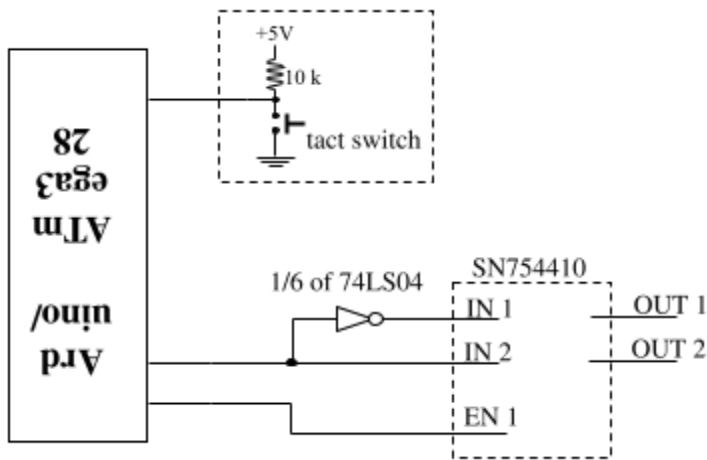 +5V
10 k
tact switch
Ard
uino/
ATm
ega3
28
1/6 of 74LS04
SN754410
IN 1
OUT 1
IN 2
OUT 2
EN 1